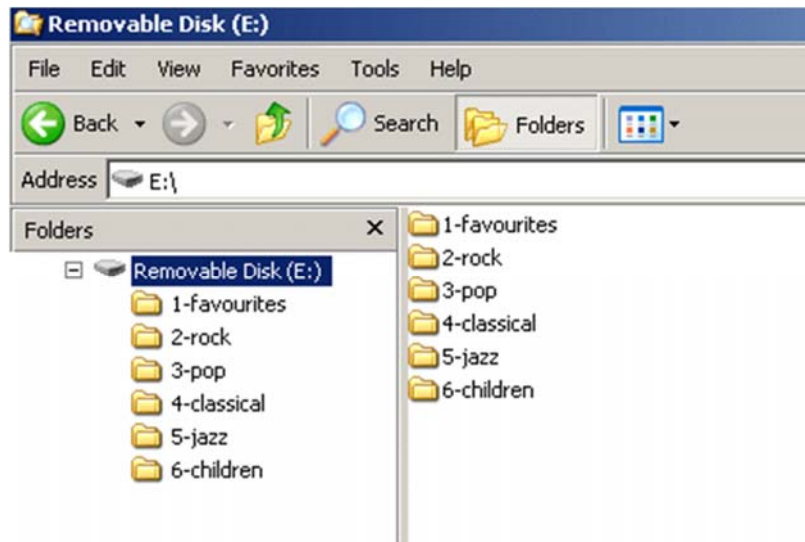 Removable Disk (E:)
File Edit View Favorites Tools Help
Back Search Folders
Address E:\
Folders
Removable Disk (E:)
1-favourites
2-rock
3-pop
4-classical
5-jazz
6-children
1-favourites
2-rock
3-pop
4-classical
5-jazz
6-children